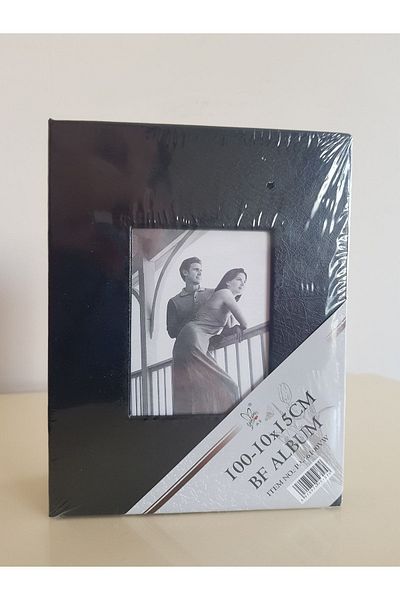 100-10x15CM
BF ALBUM
ITEM NO: